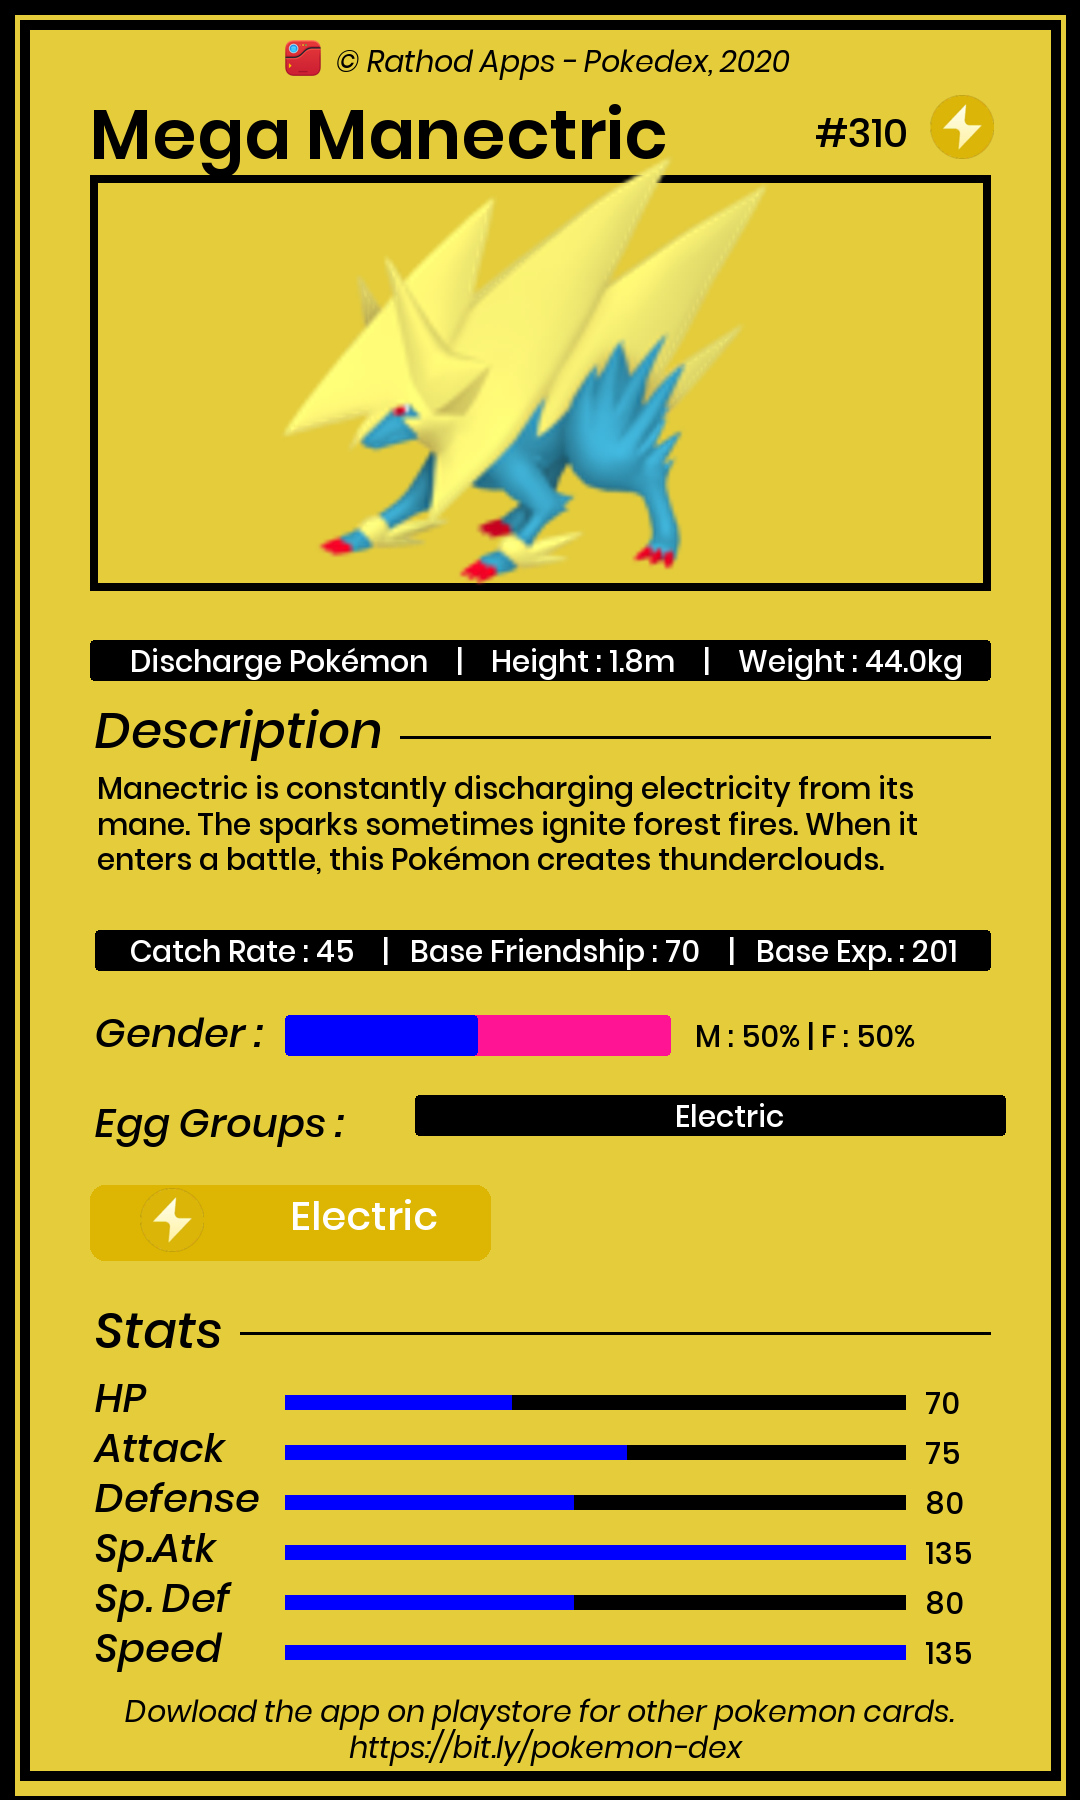 © Rathod Apps - Pokedex, 2020
Mega Manectric #310
Discharge Pokémon | Height : 1.8m | Weight : 44.0kg
Description
Manectric is constantly discharging electricity from its
mane. The sparks sometimes ignite forest fires. When it
enters a battle, this Pokémon creates thunderclouds.
Catch Rate : 45 | Base Friendship : 70 | Base Exp. : 201
Gender : M : 50% | F : 50%
Egg Groups : Electric
Electric
Stats
HP 70
Attack 75
Defense 80
Sp.Atk 135
Sp. Def 80
Speed 135
Dowload the app on playstore for other pokemon cards.
https://bit.ly/pokemon-dex